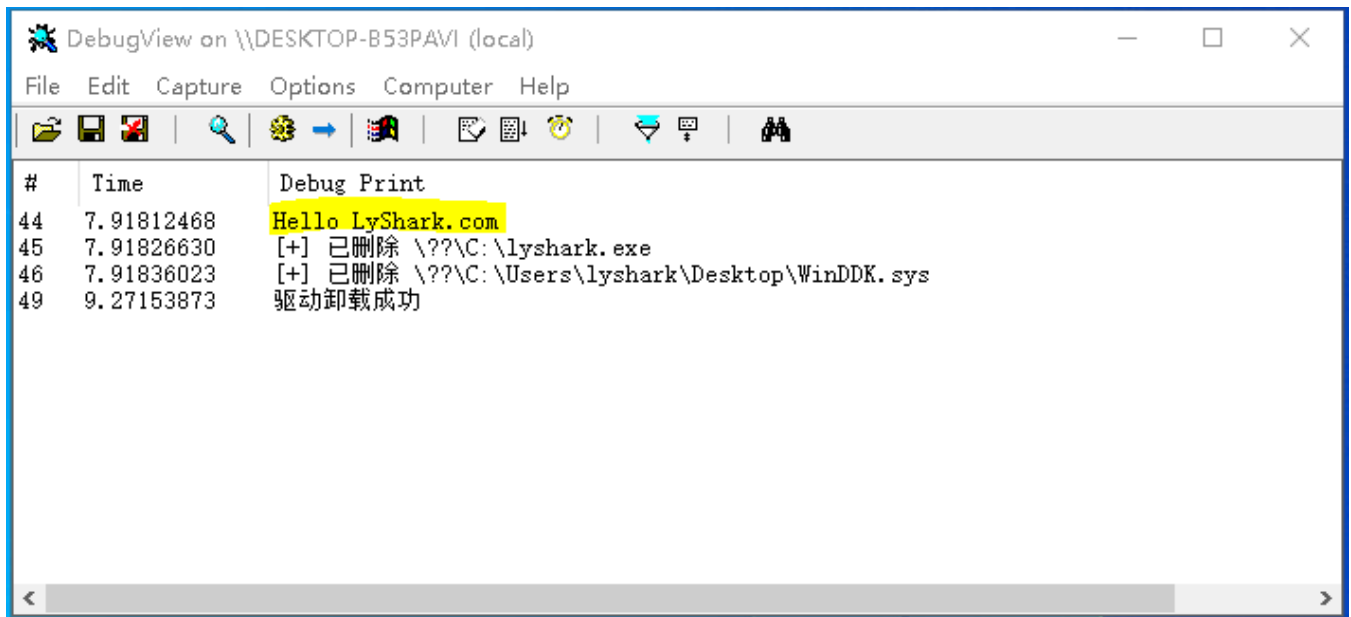 DebugView on \\DESKTOP-B53PAVI (local)
File Edit Capture Options Computer Help
# Time Debug Print
44 7.91812468 Hello LyShark.com
45 7.91826630 [+] 已删除 \??\C:\lyshark.exe
46 7.91836023 [+] 已删除 \??\C:\Users\lyshark\Desktop\WinDDK.sys
49 9.27153873 驱动卸载成功